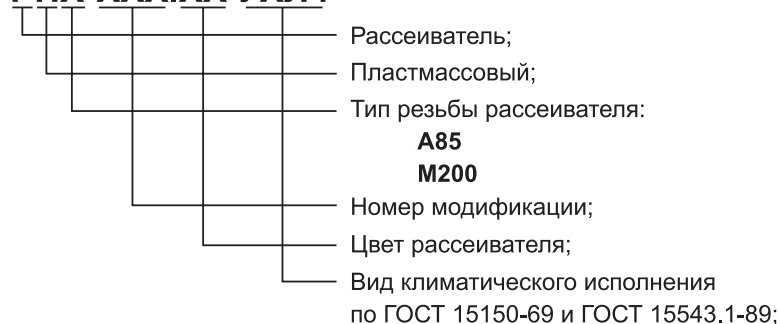 Рассеиватель;
Пластмассовый;
Тип резьбы рассеивателя:
А85
М200
Номер модификации;
Цвет рассеивателя;
Вид климатического исполнения
по ГОСТ 15150-69 и ГОСТ 15543.1-89;